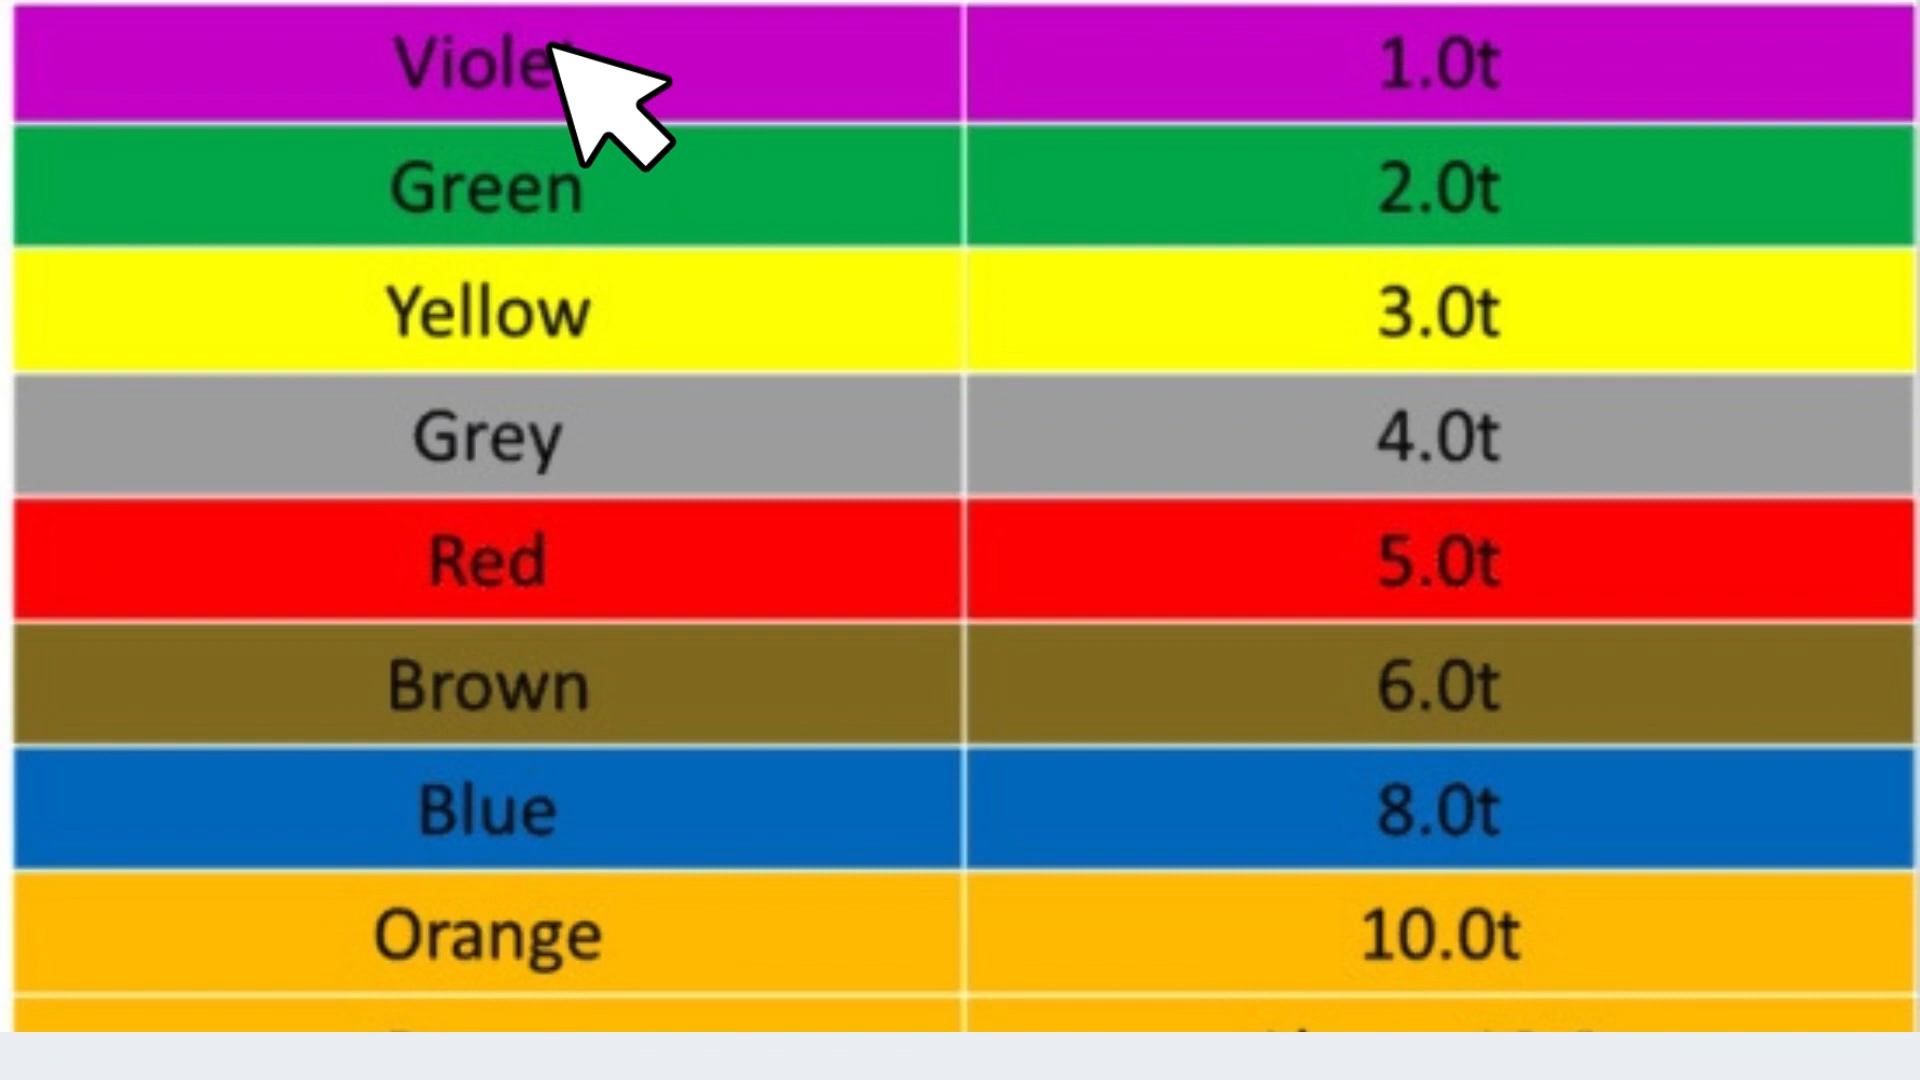 Violet 1.0t
Green 2.0t
Yellow 3.0t
Grey 4.0t
Red 5.0t
Brown 6.0t
Blue 8.0t
Orange 10.0t